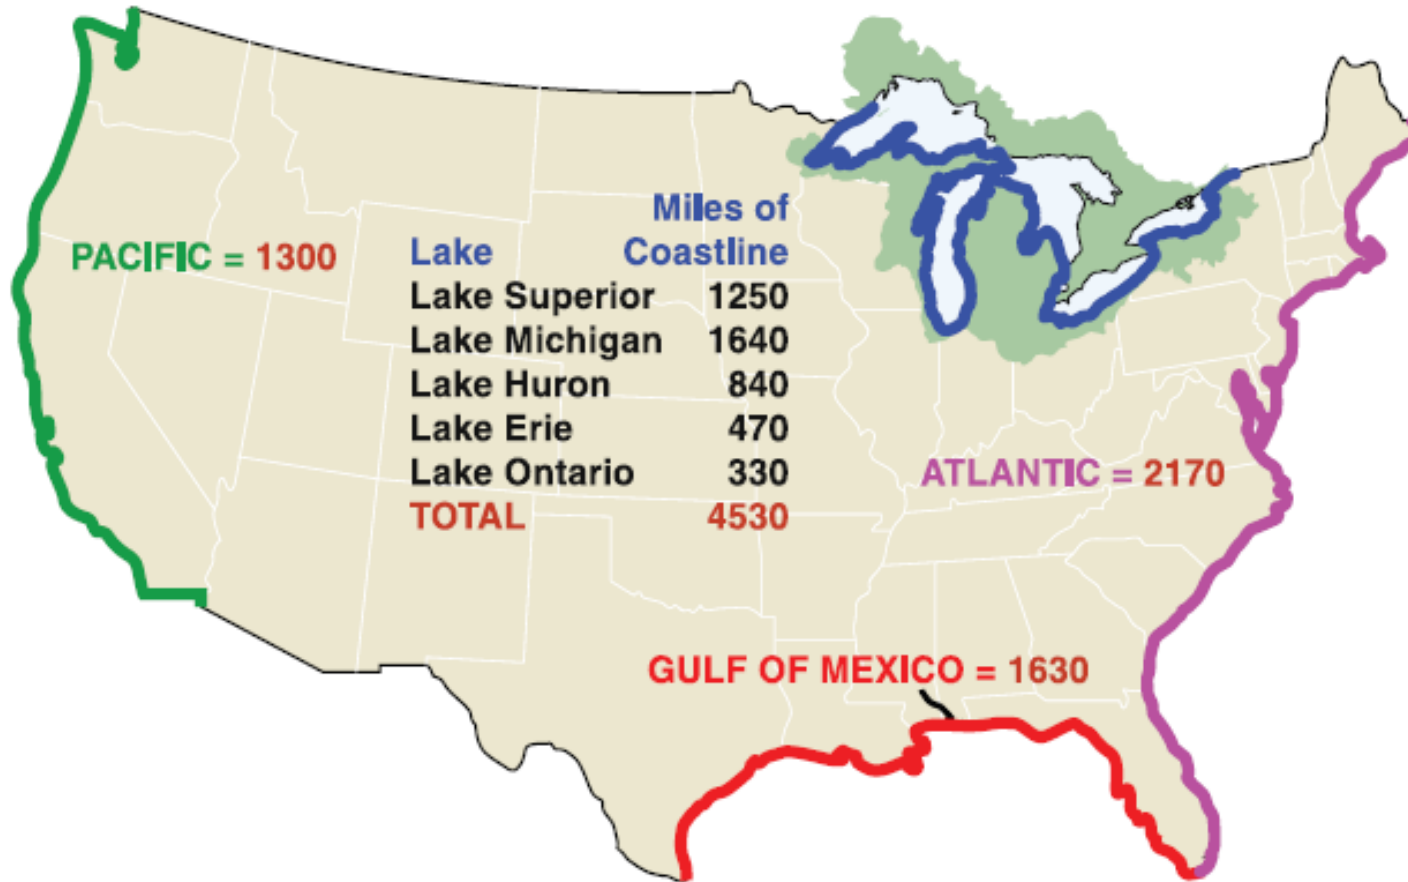 Miles of
PACIFIC = 1300
Lake Coastline
Lake Superior 1250
Lake Michigan 1640
Lake Huron 840
Lake Erie 470
Lake Ontario 330
ATLANTIC = 2170
TOTAL 4530
GULF OF MEXICO = 1630